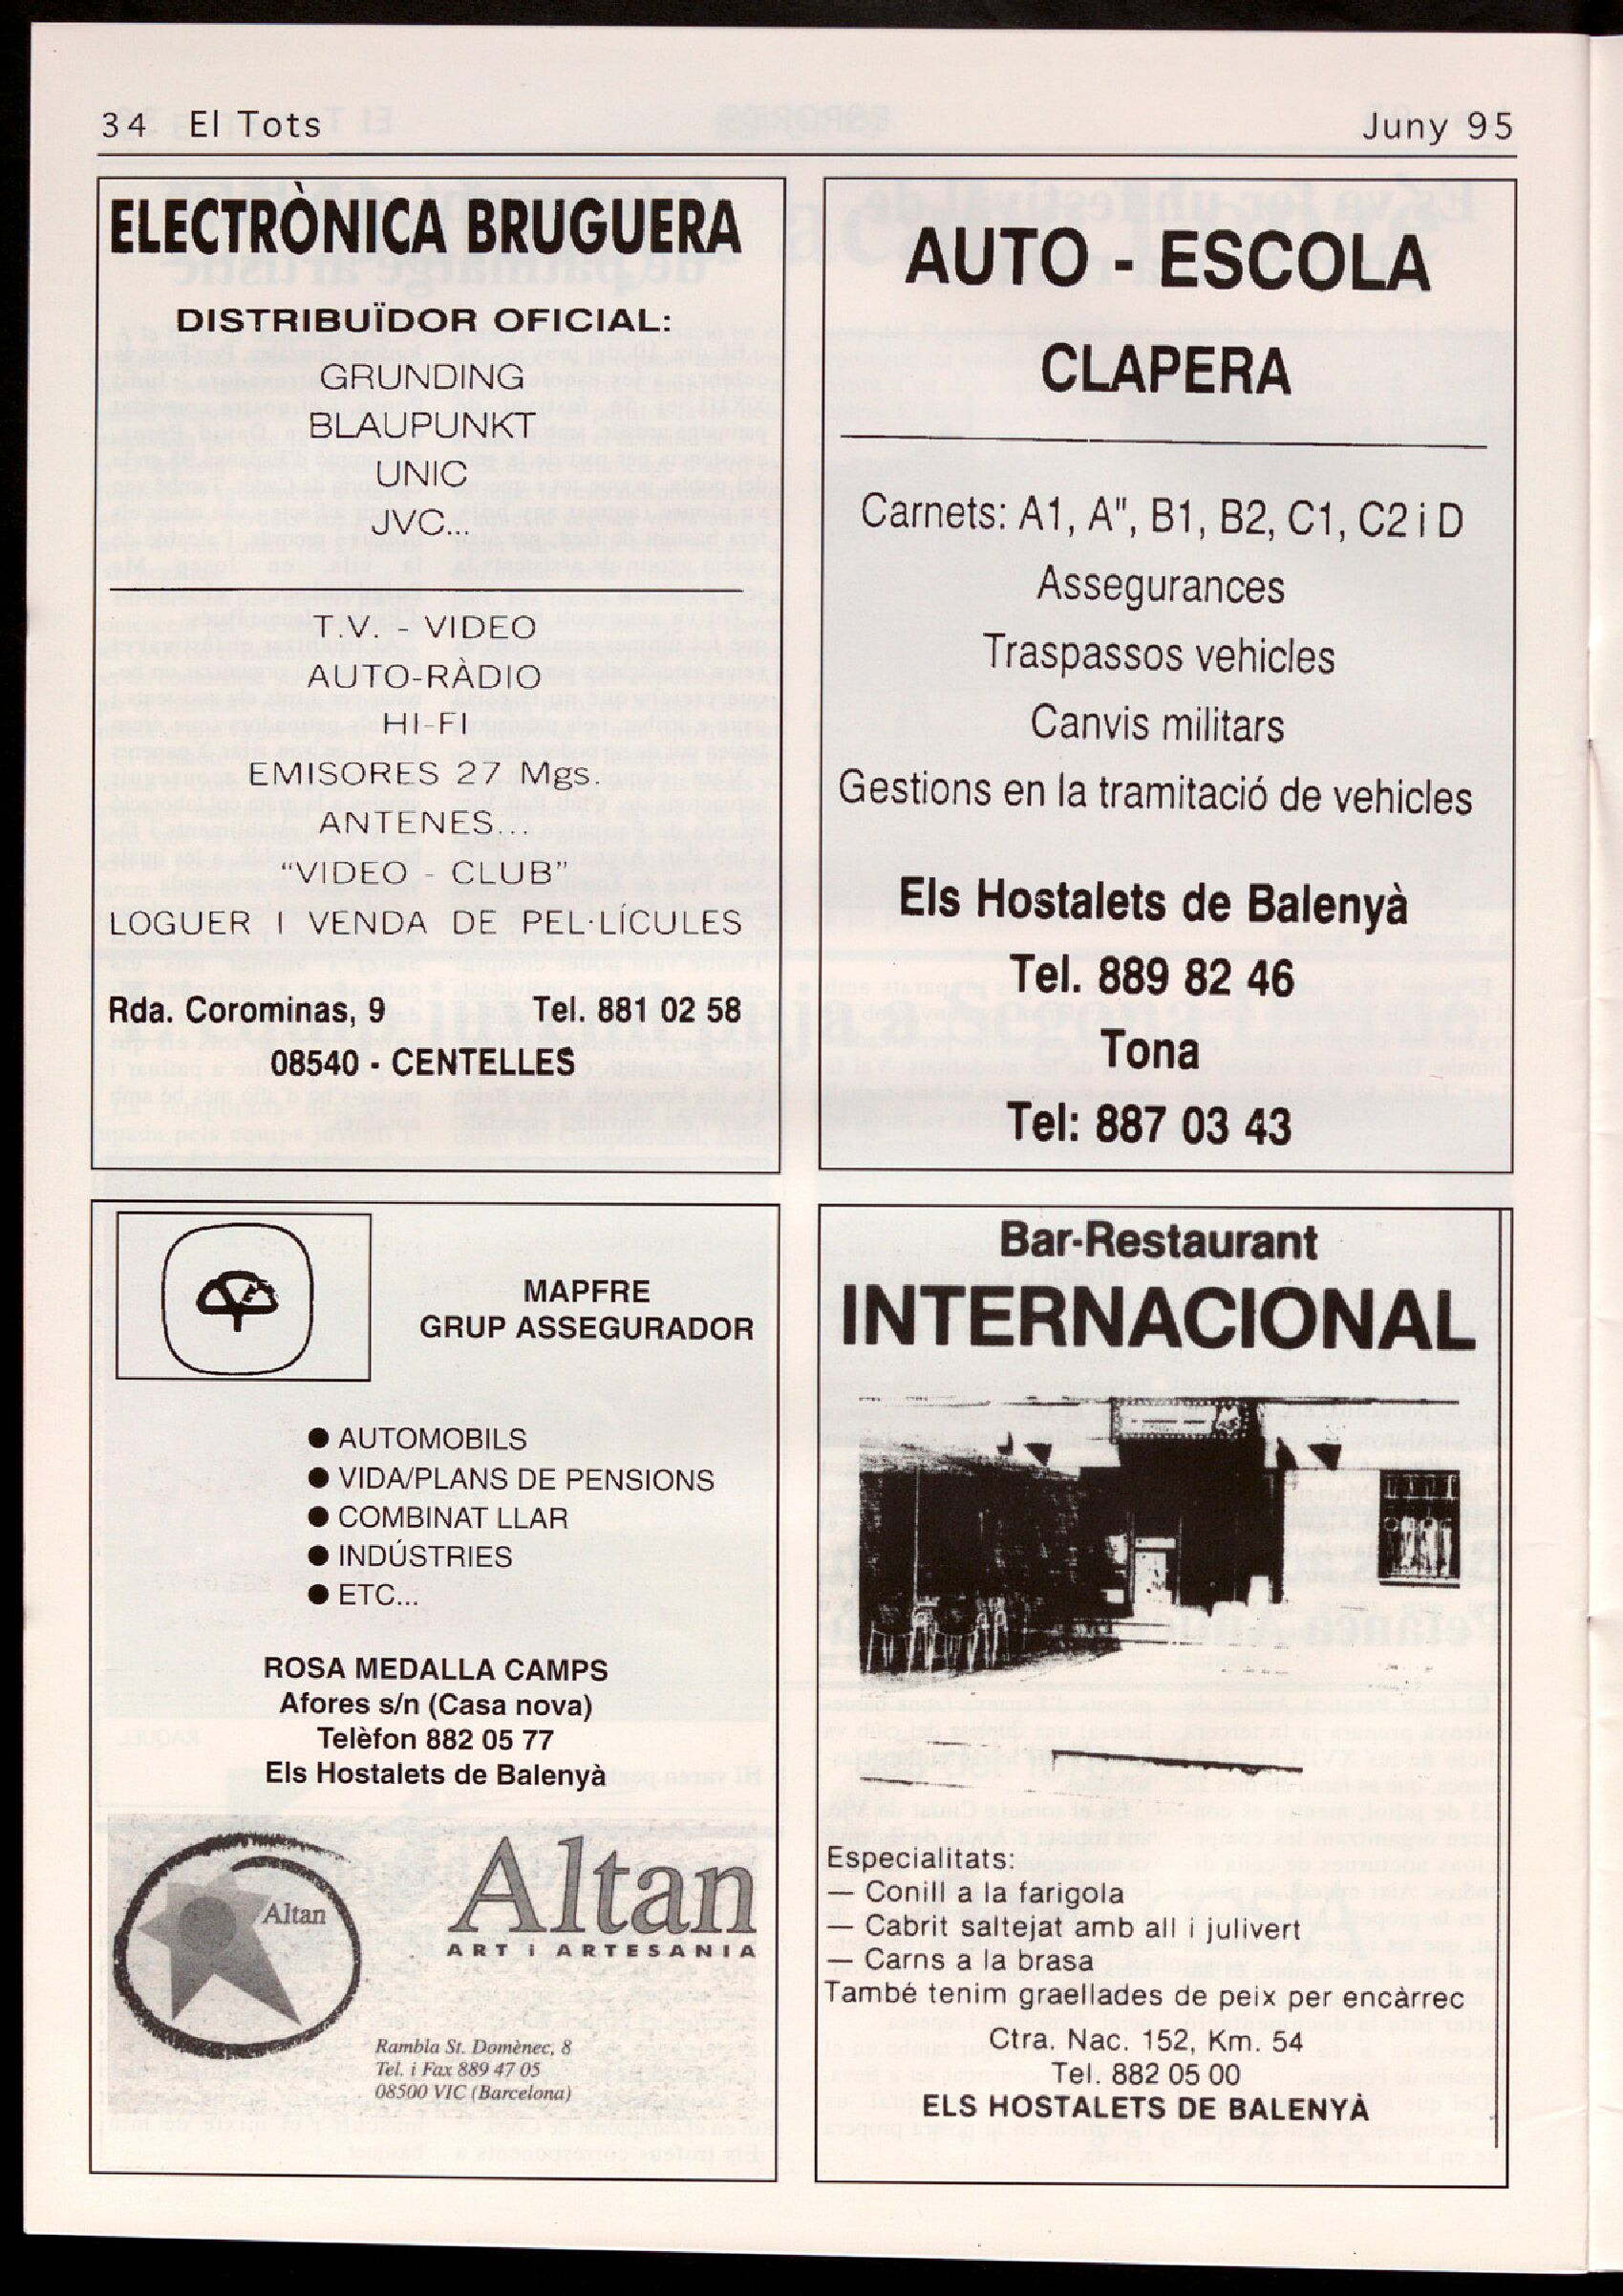 34 El Tots
Juny 95
ELECTRÒNICA BRUGUERA
DISTRIBUÏDOR OFICIAL:
GRUNDING
BLAUPUNKT
UNIC
JVC...
T.V. - VIDEO
AUTO-RÀDIO
HI-FI
EMISORES 27 Mgs.
ANTENES...
“VIDEO - CLUB”
LOGUER I VENDA DE PEL·LÍCULES
Rda. Corominas, 9 Tel. 881 02 58
08540 - CENTELLES
AUTO - ESCOLA
CLAPERA
Carnets: A1, A", B1, B2, C1, C2 i D
Assegurances
Traspassos vehicles
Canvis militars
Gestions en la tramitació de vehicles
Els Hostalets de Balenyà
Tel. 889 82 46
Tona
Tel: 887 03 43
MAPFRE
GRUP ASSEGURADOR
● AUTOMOBILS
● VIDA/PLANS DE PENSIONS
● COMBINAT LLAR
● INDÚSTRIES
● ETC...
ROSA MEDALLA CAMPS
Afores s/n (Casa nova)
Telèfon 882 05 77
Els Hostalets de Balenyà
Altan
Altan
ART i ARTESANIA
Rambla St. Domènec, 8
Tel. i Fax 889 47 05
08500 VIC (Barcelona)
Bar-Restaurant
INTERNACIONAL
Especialitats:
— Conill a la farigola
— Cabrit saltejat amb all i julivert
— Carns a la brasa
També tenim graellades de peix per encàrrec
Ctra. Nac. 152, Km. 54
Tel. 882 05 00
ELS HOSTALETS DE BALENYÀ